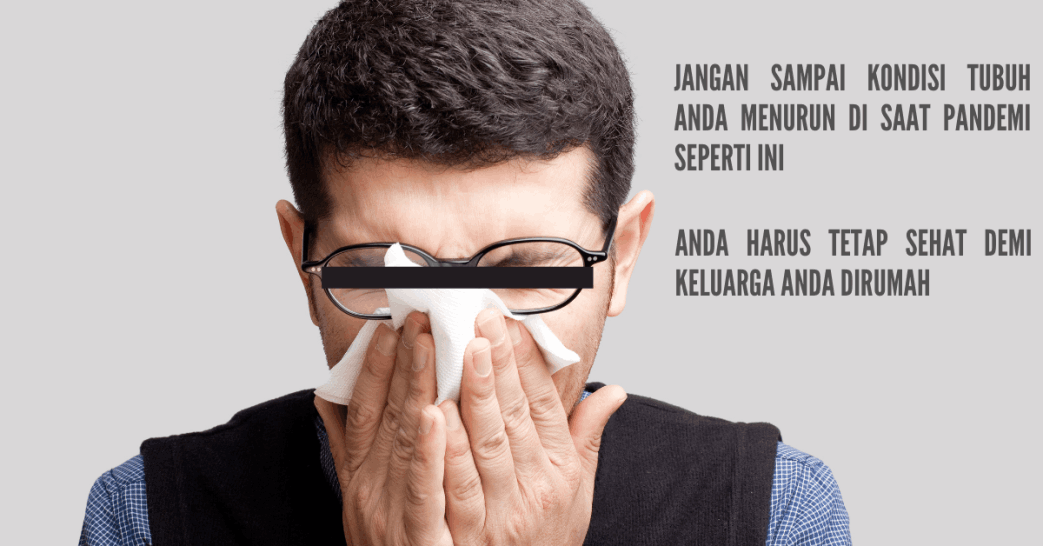 JANGAN SAMPAI KONDISI TUBUH
ANDA MENURUN DI SAAT PANDEMI
SEPERTI INI
ANDA HARUS TETAP SEHAT DEMI
KELUARGA ANDA DIRUMAH